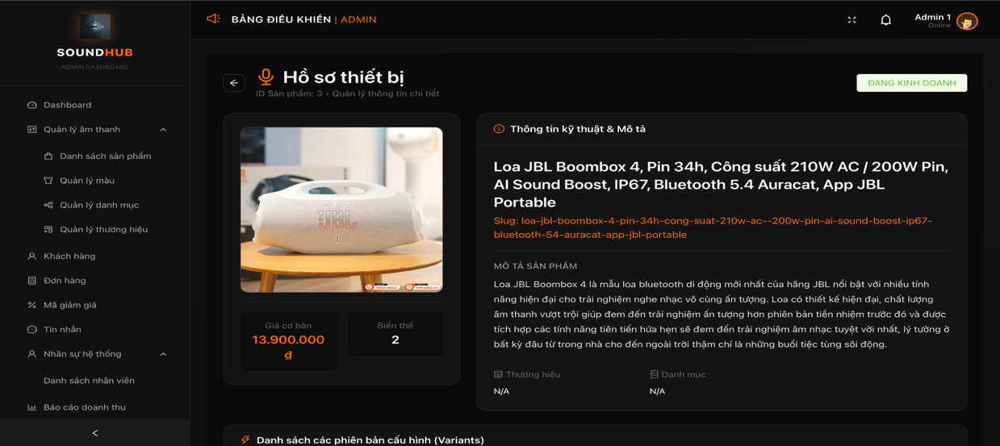 SOUNDHUB
ADMIN DASHBOARD
Dashboard
Quản lý âm thanh
Danh sách sản phẩm
Quản lý màu
Quản lý danh mục
Quản lý thương hiệu
Khách hàng
Đơn hàng
Mã giảm giá
Tin nhắn
Nhân sự hệ thống
Danh sách nhân viên
Báo cáo doanh thu
BẢNG ĐIỀU KHIỂN | ADMIN
Admin 1
Online
Hồ sơ thiết bị
ID Sản phẩm: 3 • Quản lý thông tin chi tiết
ĐANG KINH DOANH
JBL
Giá cơ bản
13.900.000
₫
Biến thể
2
Thông tin kỹ thuật & Mô tả
Loa JBL Boombox 4, Pin 34h, Công suất 210W AC / 200W Pin,
AI Sound Boost, IP67, Bluetooth 5.4 Auracat, App JBL
Portable
Slug: loa-jbl-boombox-4-pin-34h-cong-suat-210w-ac--200w-pin-ai-sound-boost-ip67-
bluetooth-54-auracat-app-jbl-portable
MÔ TẢ SẢN PHẨM
Loa JBL Boombox 4 là mẫu loa bluetooth di động mới nhất của hãng JBL nổi bật với nhiều tính
năng hiện đại cho trải nghiệm nghe nhạc vô cùng ấn tượng. Loa có thiết kế hiện đại, chất lượng
âm thanh vượt trội giúp đem đến trải nghiệm ấn tượng hơn phiên bản tiền nhiệm trước đó và được
tích hợp các tính năng tiên tiến hứa hẹn sẽ đem đến trải nghiệm âm nhạc tuyệt vời nhất, lý tưởng ở
bất kỳ đâu từ trong nhà cho đến ngoài trời thậm chí là những buổi tiệc tùng sôi động.
Thương hiệu
N/A
Danh mục
N/A
Danh sách các phiên bản cấu hình (Variants)